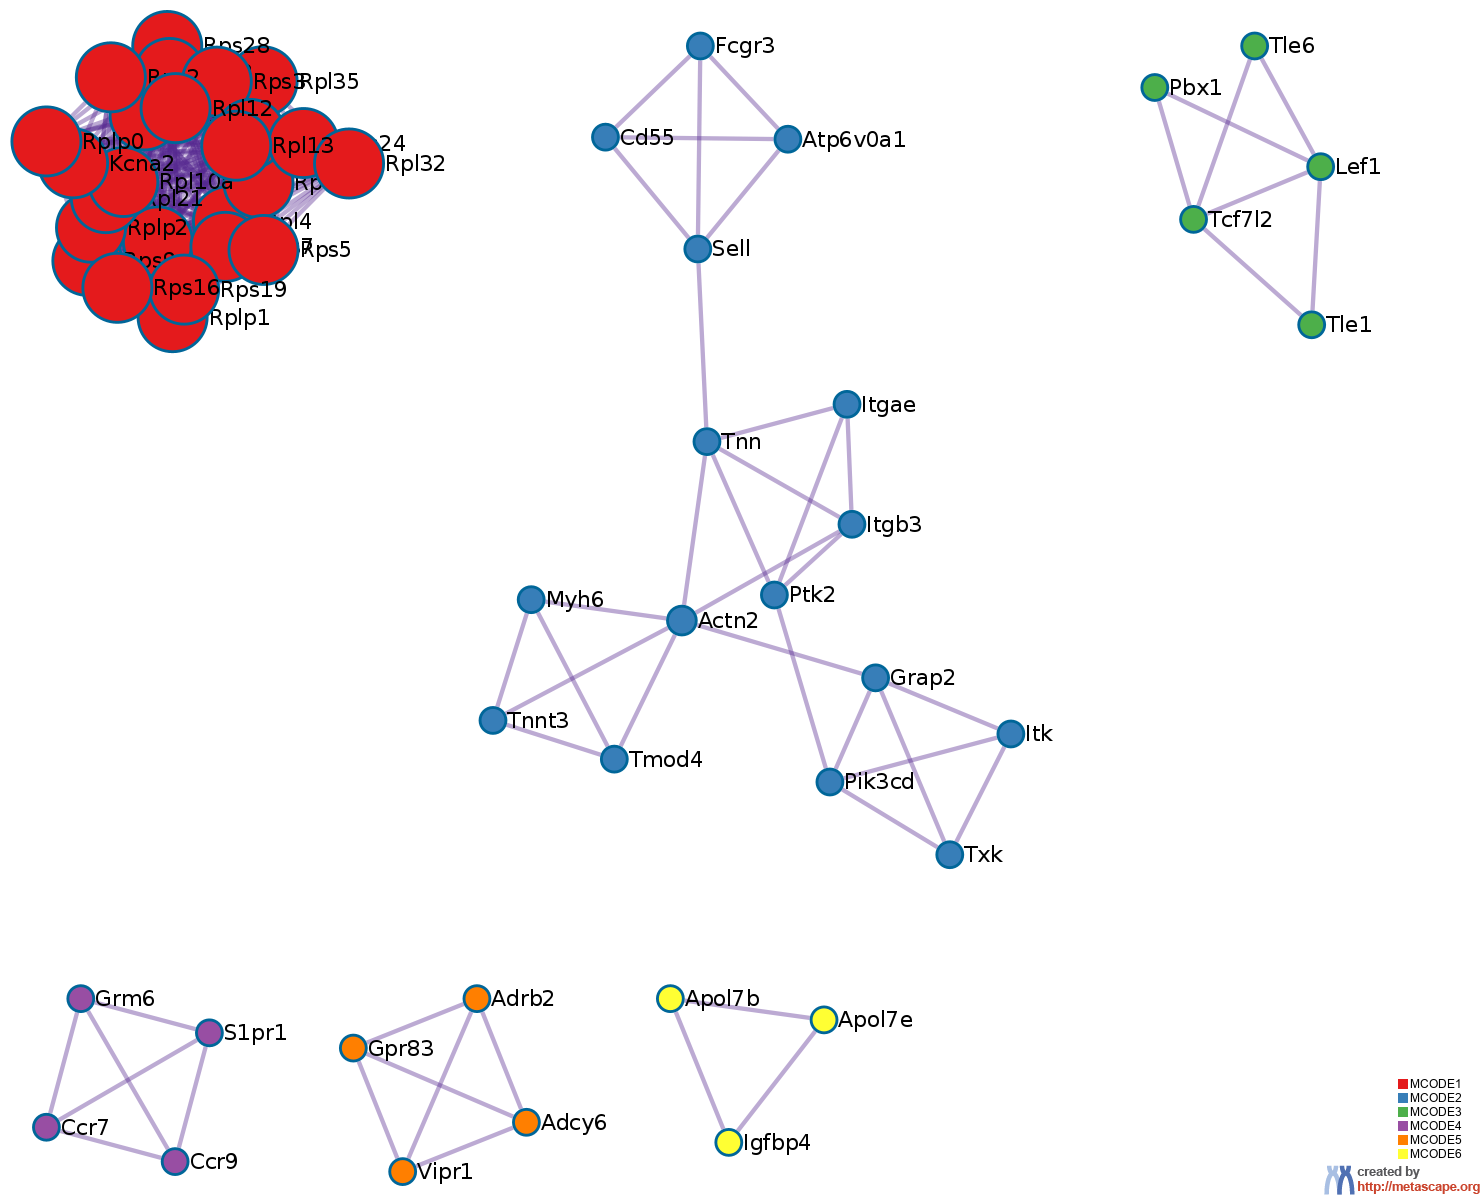 Rps28
Rps3
Rpl35
Rpl12
Rplp0
Rpl13
24
Kcna2
Rpl32
Rpl10a
Rpl21
Rplp2
Rps5
Rps16
Rps19
Rplp1
Fcgr3
Cd55
Atp6v0a1
Sell
Tle6
Pbx1
Lef1
Tcf7l2
Tle1
Itgae
Tnn
Itgb3
Ptk2
Myh6
Actn2
Tnnt3
Tmod4
Grap2
Itk
Pik3cd
Txk
Grm6
S1pr1
Ccr7
Ccr9
Adrb2
Gpr83
Adcy6
Vipr1
Apol7b
Apol7e
Igfbp4
MCODE1
MCODE2
MCODE3
MCODE4
MCODE5
MCODE6
created by
http://metascape.org